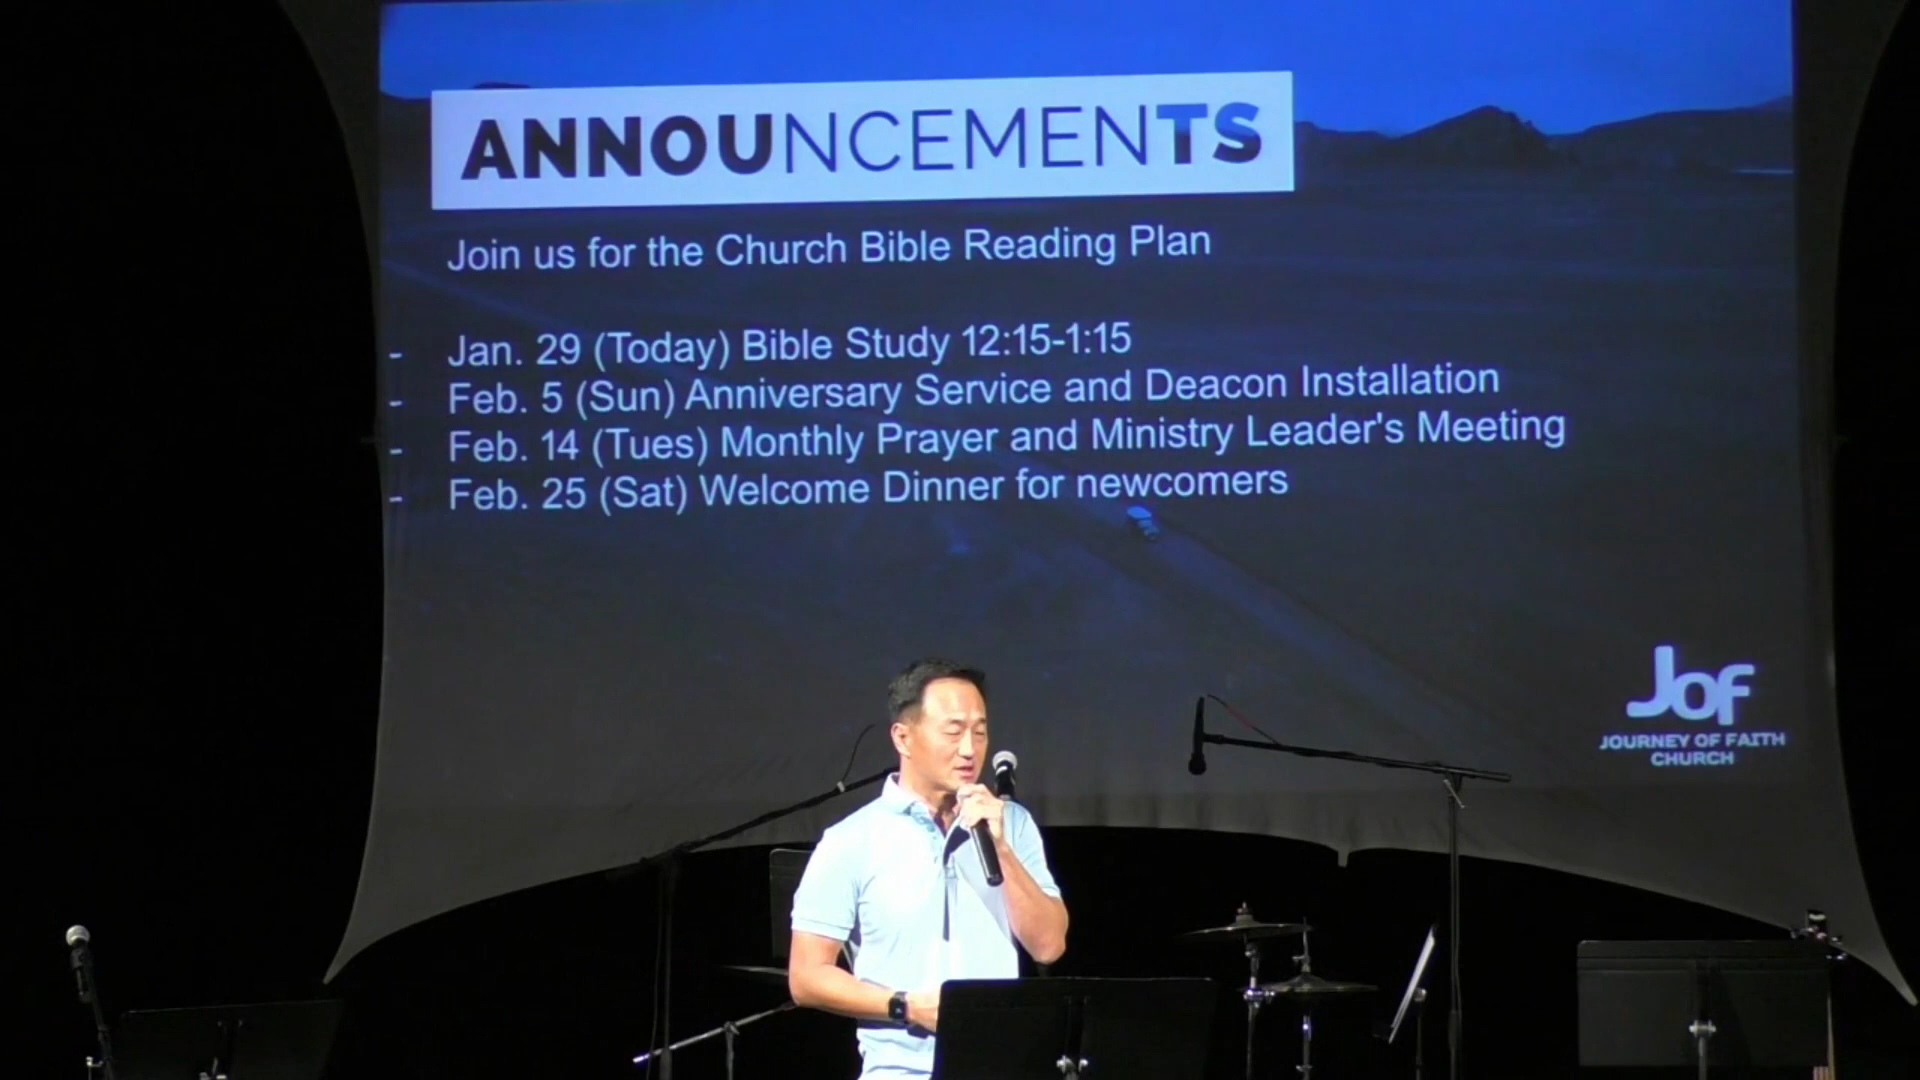 ANNOUNCEMENTS
Join us for the Church Bible Reading Plan
- Jan. 29 (Today) Bible Study 12:15-1:15
- Feb. 5 (Sun) Anniversary Service and Deacon Installation
- Feb. 14 (Tues) Monthly Prayer and Ministry Leader's Meeting
- Feb. 25 (Sat) Welcome Dinner for newcomers
Jof
JOURNEY OF FAITH
CHURCH